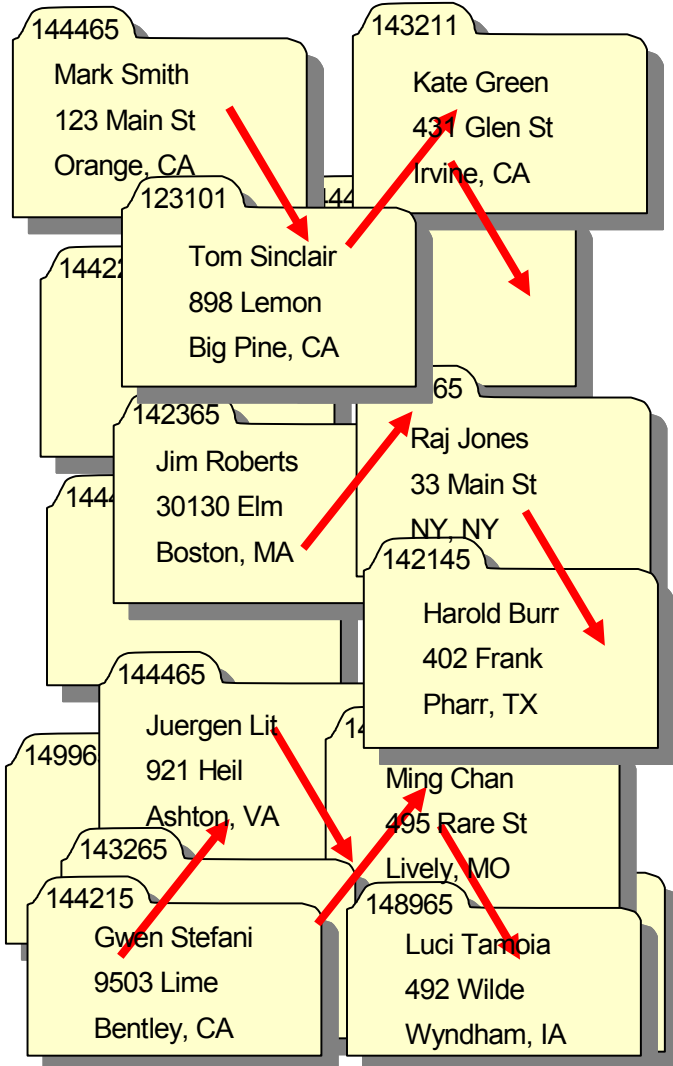 144465
Mark Smith
123 Main St
Orange, CA
143211
Kate Green
431 Glen St
Irvine, CA
123101
Tom Sinclair
898 Lemon
Big Pine, CA
142365
Jim Roberts
30130 Elm
Boston, MA
65
Raj Jones
33 Main St
NY, NY
142145
Harold Burr
402 Frank
Pharr, TX
144465
Juergen Lit
921 Heil
Ashton, VA
Ming Chan
495 Rare St
Lively, MO
143265
144215
Gwen Stefani
9503 Lime
Bentley, CA
148965
Luci Tamoia
492 Wilde
Wyndham, IA